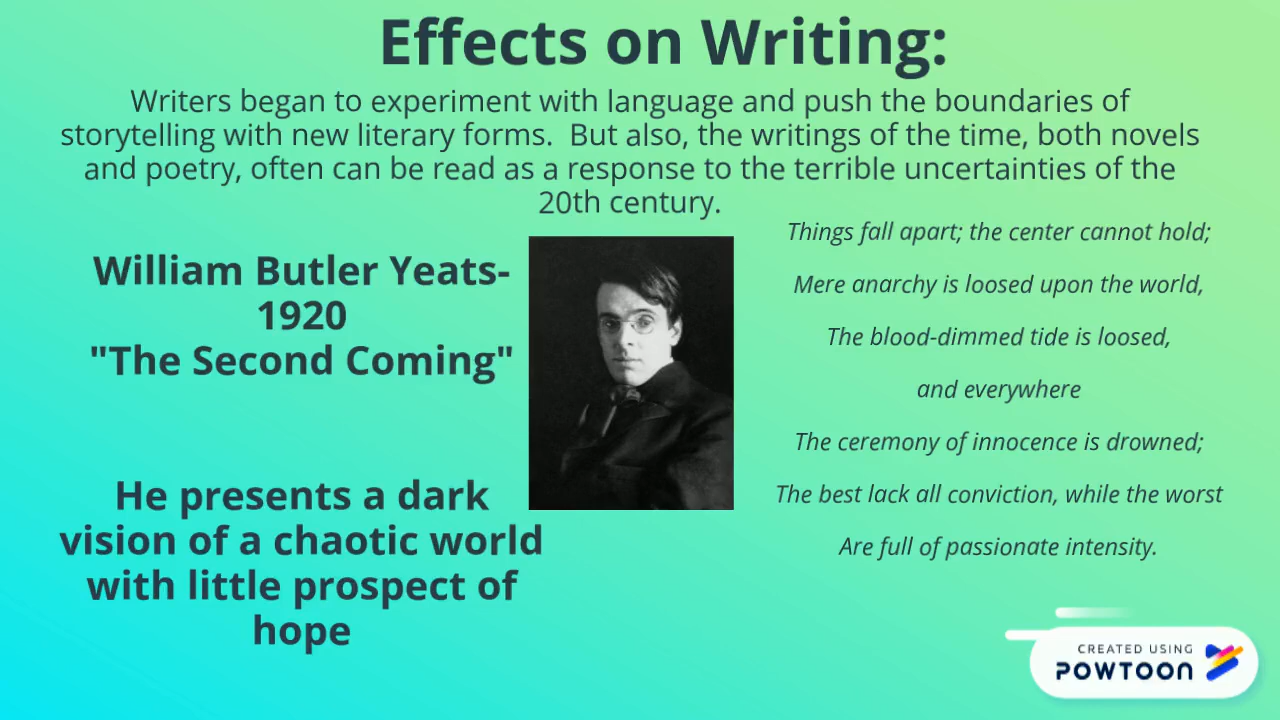 Effects on Writing:
Writers began to experiment with language and push the boundaries of
storytelling with new literary forms.  But also, the writings of the time, both novels
and poetry, often can be read as a response to the terrible uncertainties of the
20th century.
William Butler Yeats-
1920
"The Second Coming"
He presents a dark
vision of a chaotic world
with little prospect of
hope
Things fall apart; the center cannot hold;
Mere anarchy is loosed upon the world,
The blood-dimmed tide is loosed,
and everywhere
The ceremony of innocence is drowned;
The best lack all conviction, while the worst
Are full of passionate intensity.
CREATED USING
POWTOON